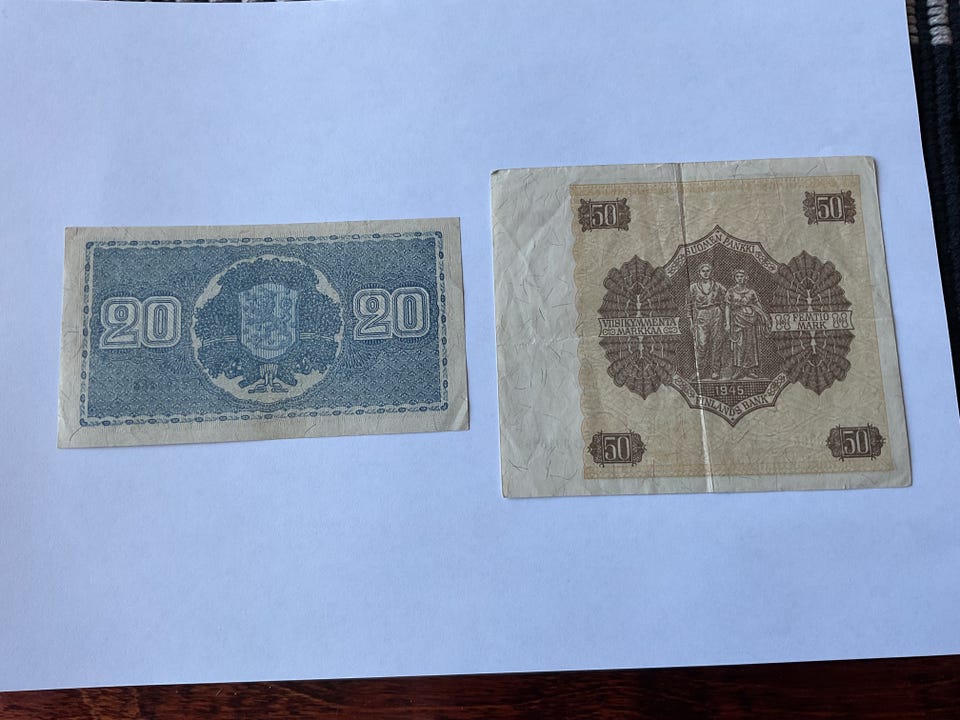 20 20
50 50
SUOMEN PANKKI
VIISIKYMMENTÄ
MARKKAA
FEMTIO
MARK
1945
FINLANDS BANK
50 50